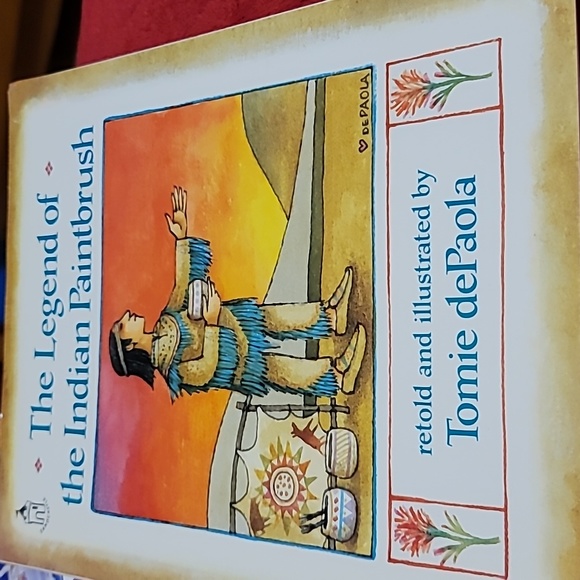 The Legend of
the Indian Paintbrush
DEPAOLA
retold and illustrated by
Tomie dePaola